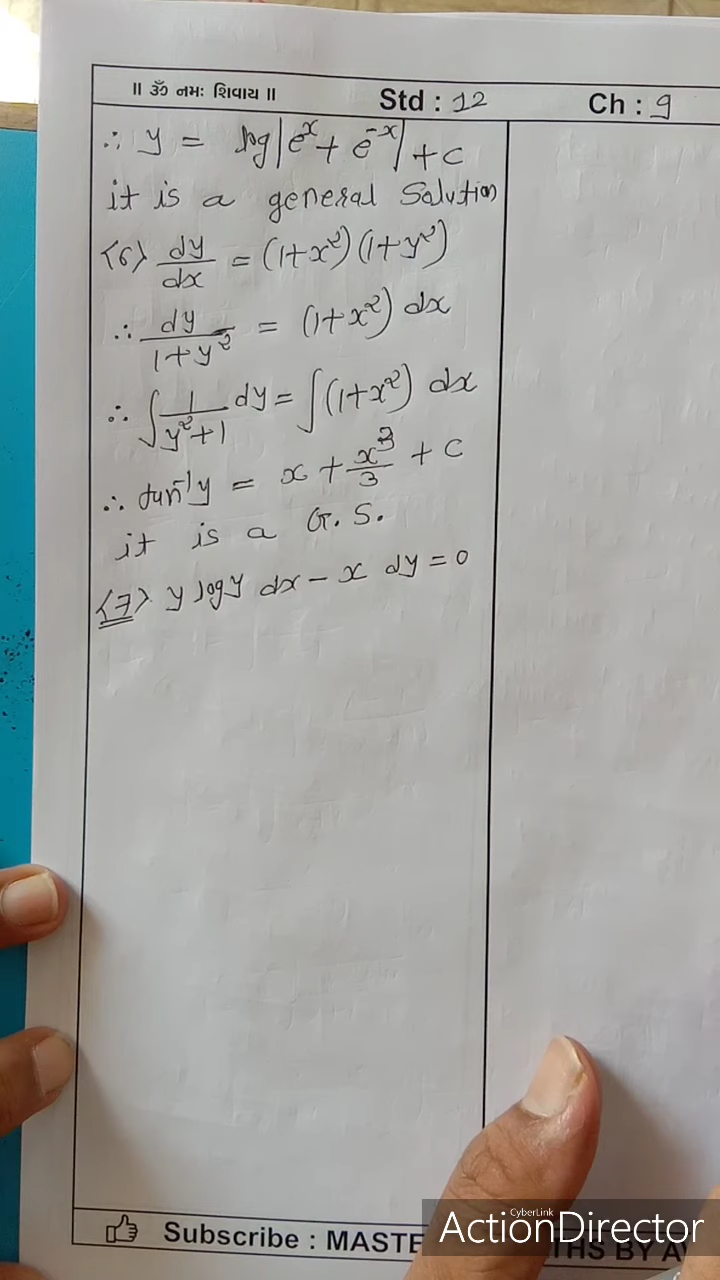 ॥ ૐ નમઃ શિવાય ॥ Std : 12 Ch : 9
∴ y = log|e^x + e^-x| + c
it is a general Solution
<6> dy/dx = (1+x²)(1+y²)
∴ dy/1+y² = (1+x²) dx
∴ ∫ 1/y²+1 dy = ∫(1+x²) dx
∴ tan⁻¹y = x + x³/3 + c
it is a G. S.
<7> y logy dx - x dy = 0
Subscribe : MASTE THS BY
CyberLink
ActionDirector